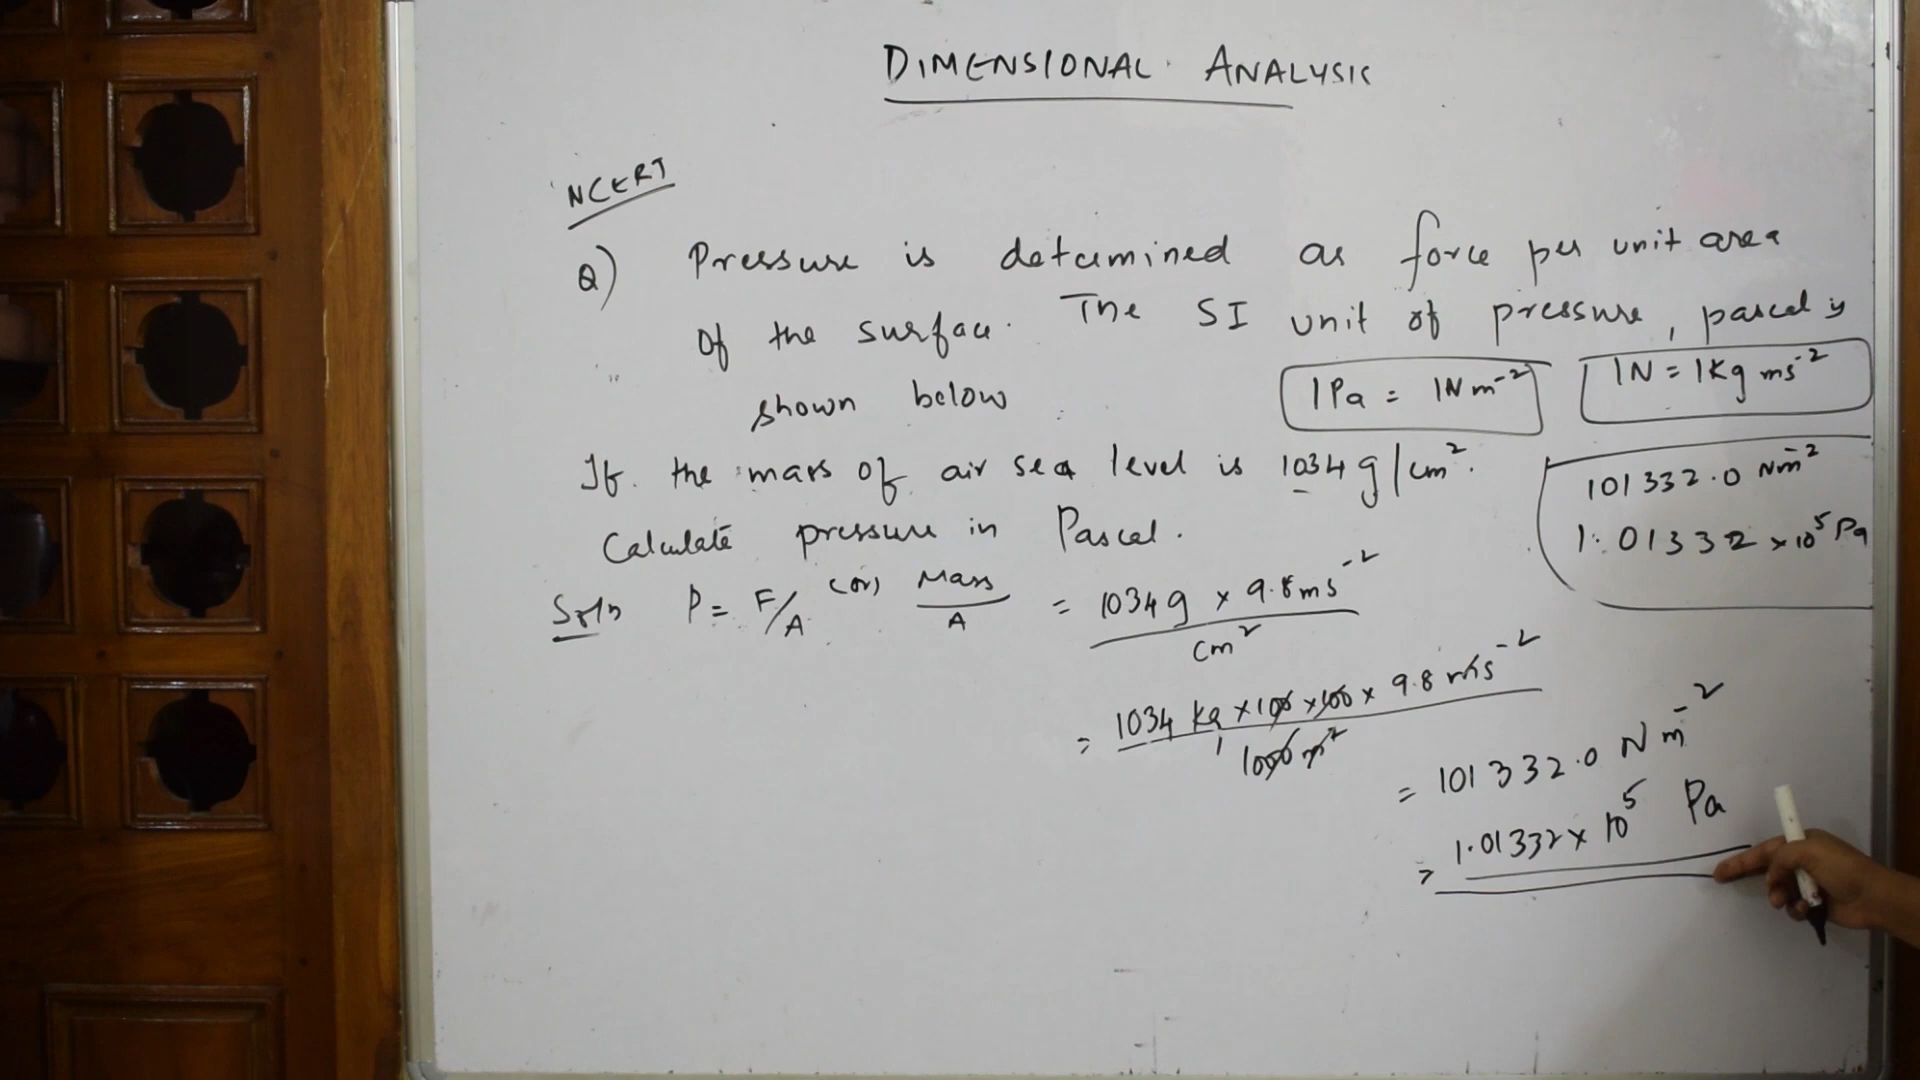 DIMENSIONAL ANALYSIS
NCERT
Q) Pressure is determined as force per unit area
Of the surface. The SI unit of pressure, pascal is
shown below
1Pa = 1N m⁻²
1N = 1Kg ms⁻²
If the mass of air sea level is 1034 g/cm².
Calculate pressure in Pascal.
101332.0 Nm⁻²
1.01332 × 10⁵ Pa
Soln P = F/A (or) Mass/A = 1034g × 9.8ms⁻² / cm²
= 1034 kg × 100 × 100 × 9.8 ms⁻² / 1000 m²
= 101332.0 N m⁻²
= 1.01332 × 10⁵ Pa